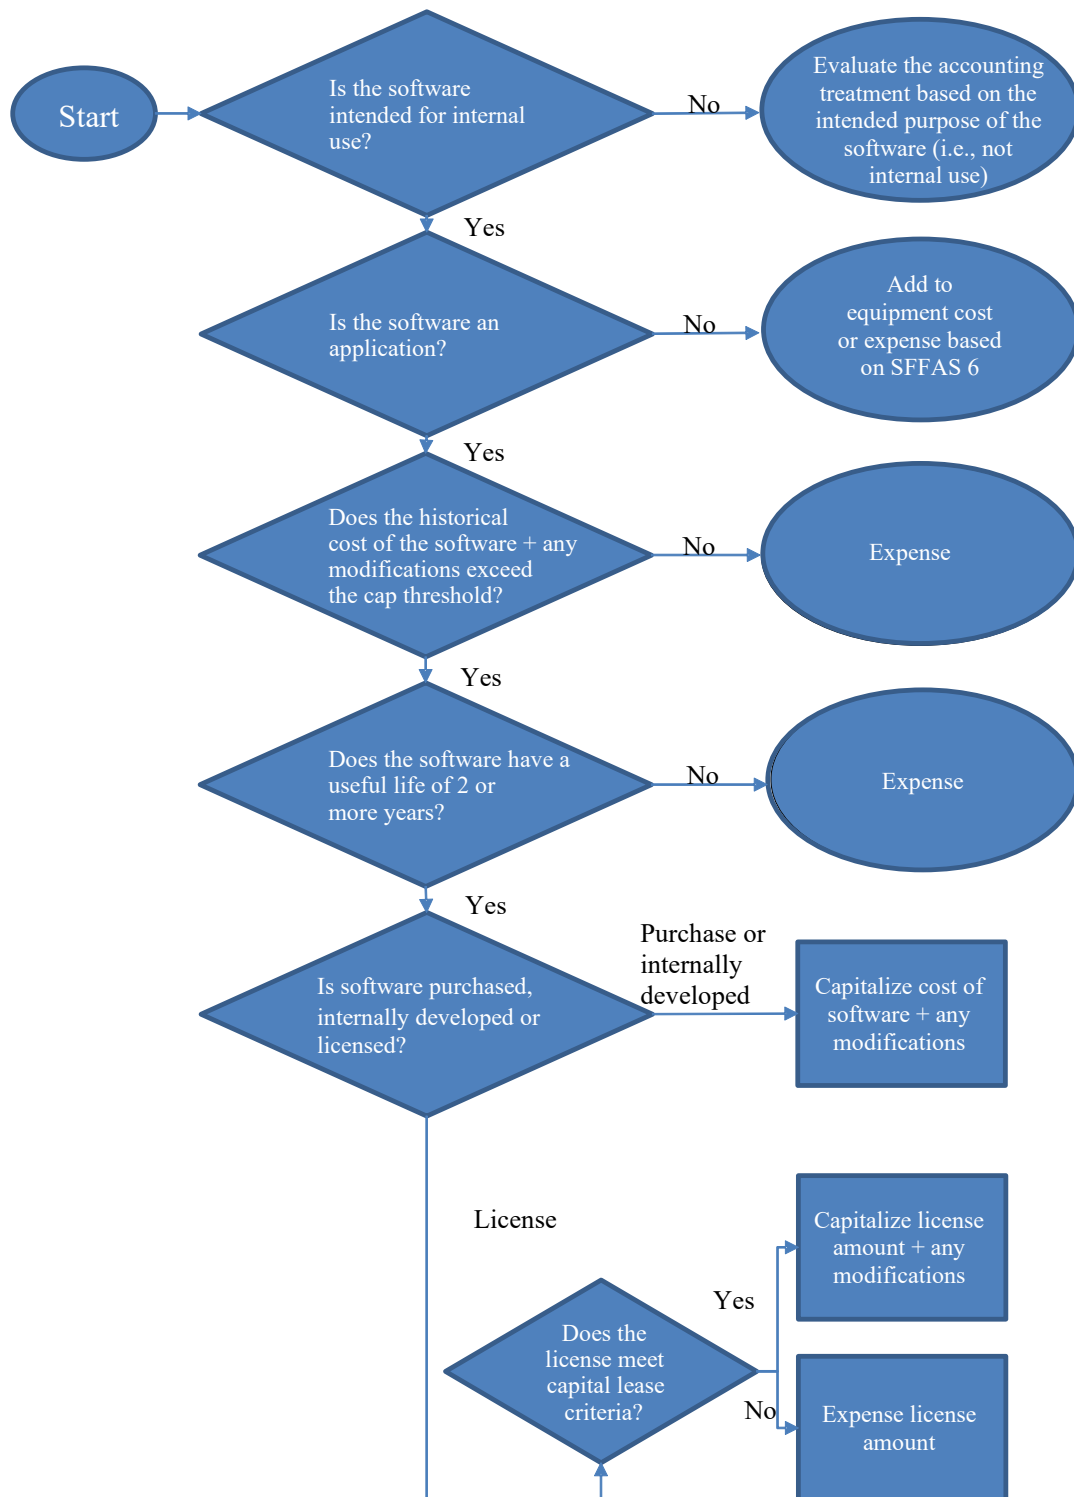 Start
Is the software
intended for internal
use?
No
Evaluate the accounting
treatment based on the
intended purpose of the
software (i.e., not
internal use)
Yes
Is the software an
application?
No
Add to
equipment cost
or expense based
on SFFAS 6
Yes
Does the historical
cost of the software + any
modifications exceed
the cap threshold?
No
Expense
Yes
Does the software have a
useful life of 2 or
more years?
No
Expense
Yes
Is software purchased,
internally developed or
licensed?
Purchase or
internally
developed
Capitalize cost of
software + any
modifications
License
Does the
license meet
capital lease
criteria?
Yes
Capitalize license
amount + any
modifications
No
Expense license
amount